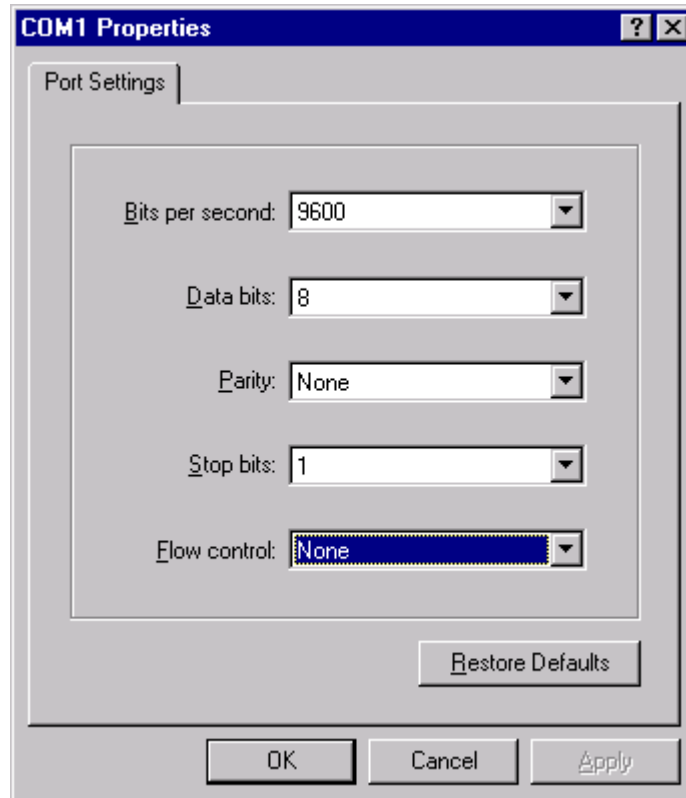 COM1 Properties
Port Settings
Bits per second: 9600
Data bits: 8
Parity: None
Stop bits: 1
Flow control: None
Restore Defaults
OK Cancel Apply